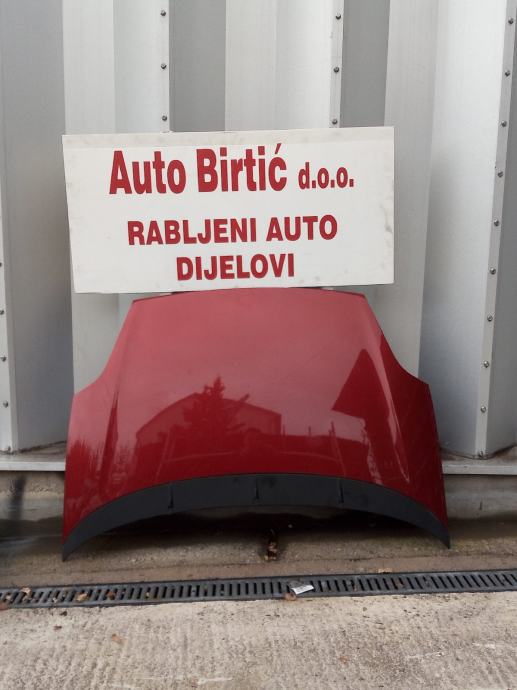 Auto Birtić d.o.o.
RABLJENI AUTO
DIJELOVI